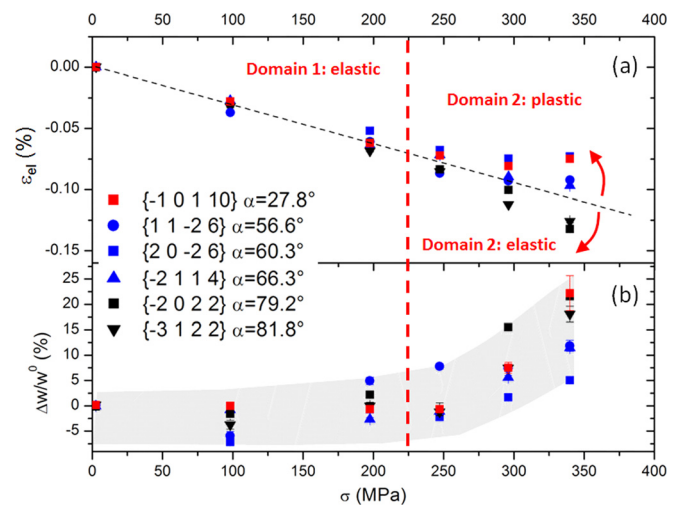 0 50 100 150 200 250 300 350 400
(a)
Domain 1: elastic
Domain 2: plastic
0.00
-0.05
-0.10
-0.15
εel (%)
{-1 0 1 10} α=27.8°
{1 1 -2 6} α=56.6°
{2 0 -2 6} α=60.3°
{-2 1 1 4} α=66.3°
{-2 0 2 2} α=79.2°
{-3 1 2 2} α=81.8°
Domain 2: elastic
(b)
25
20
15
10
5
0
-5
Δw/w⁰ (%)
0 50 100 150 200 250 300 350 400
σ (MPa)